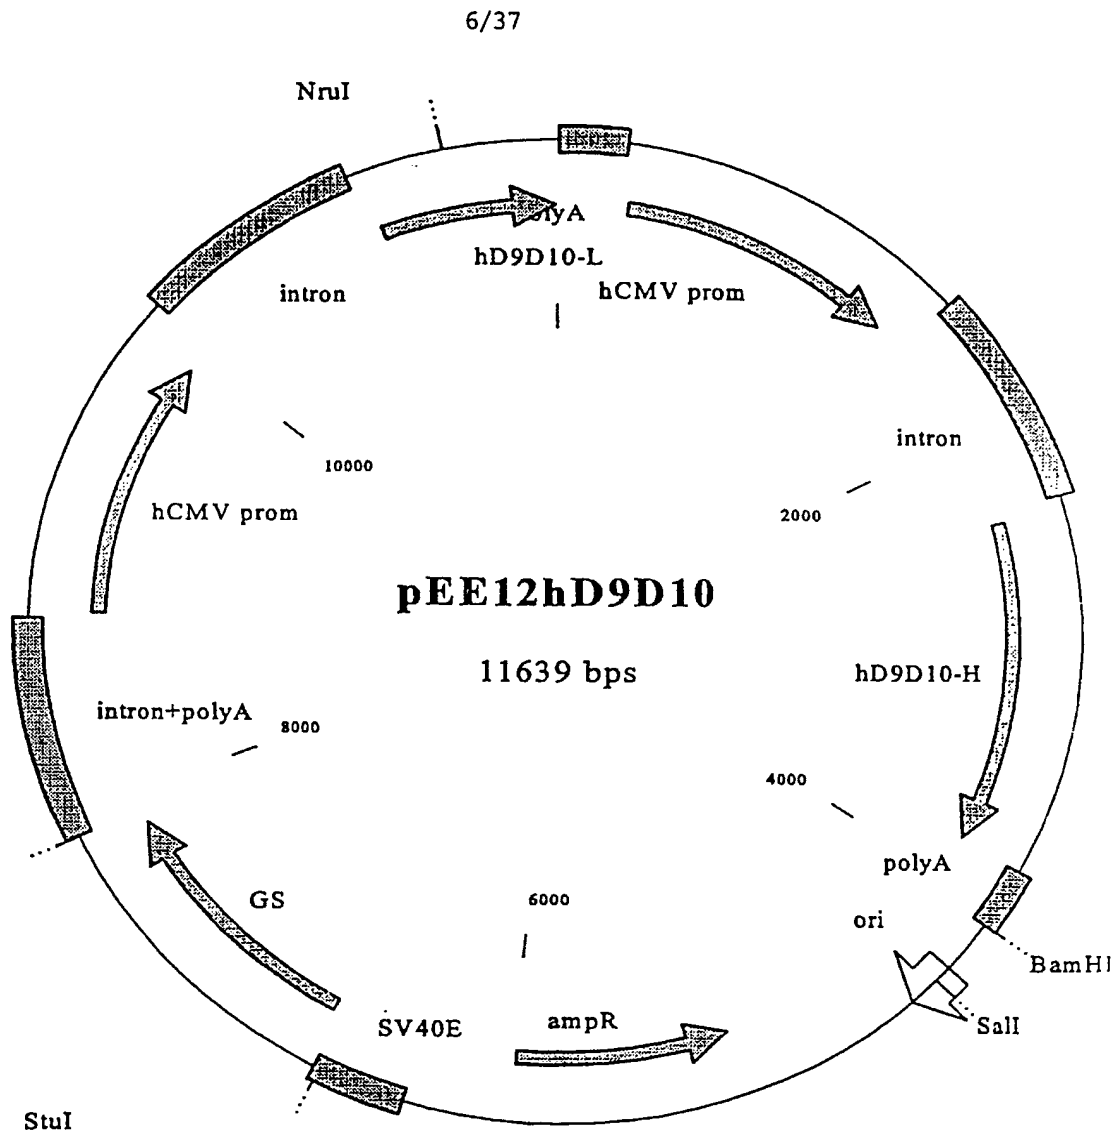 6/37
NruI
polyA
hD9D10-L
intron
hCMV prom
intron
10000
hCMV prom
2000
pEE12hD9D10
11639 bps
hD9D10-H
intron+polyA
8000
4000
polyA
GS
6000
ori
BamHI
SV40E
ampR
SalI
StuI